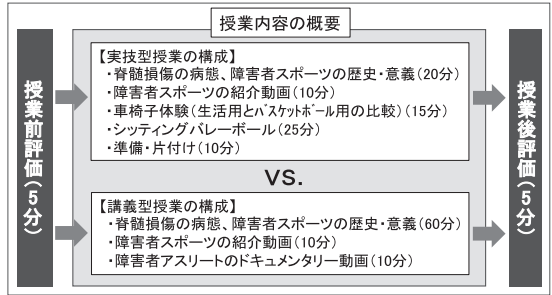 授業内容の概要
授業前評価(5分)
【実技型授業の構成】
・脊髄損傷の病態、障害者スポーツの歴史・意義(20分)
・障害者スポーツの紹介動画(10分)
・車椅子体験(生活用とバスケットボール用の比較)(15分)
・シッティングバレーボール(25分)
・準備・片付け(10分)
VS.
【講義型授業の構成】
・脊髄損傷の病態、障害者スポーツの歴史・意義(60分)
・障害者スポーツの紹介動画(10分)
・障害者アスリートのドキュメンタリー動画(10分)
授業後評価(5分)